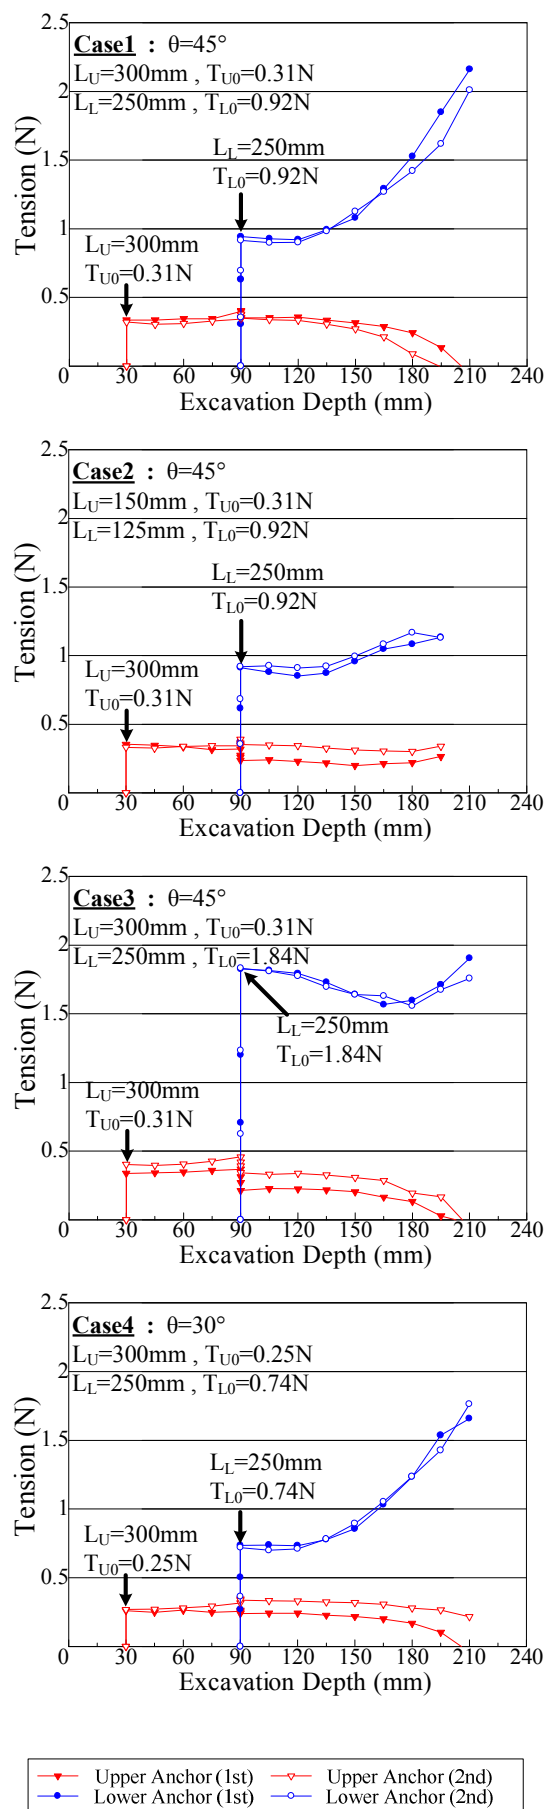 2.5
Case1 : θ=45°
LU=300mm , TU0=0.31N
2
LL=250mm , TL0=0.92N
LL=250mm
1.5
TL0=0.92N
Tension (N)
1
LU=300mm
TU0=0.31N
0.5
0 30 60 90 120 150 180 210 240
Excavation Depth (mm)
2.5
Case2 : θ=45°
LU=150mm , TU0=0.31N
2
LL=125mm , TL0=0.92N
LL=250mm
1.5
TL0=0.92N
Tension (N)
1
LU=300mm
TU0=0.31N
0.5
0 30 60 90 120 150 180 210 240
Excavation Depth (mm)
2.5
Case3 : θ=45°
LU=300mm , TU0=0.31N
2
LL=250mm , TL0=1.84N
1.5
LL=250mm
TL0=1.84N
Tension (N)
1
LU=300mm
TU0=0.31N
0.5
0 30 60 90 120 150 180 210 240
Excavation Depth (mm)
2.5
Case4 : θ=30°
LU=300mm , TU0=0.25N
2
LL=250mm , TL0=0.74N
1.5
LL=250mm
TL0=0.74N
Tension (N)
1
LU=300mm
TU0=0.25N
0.5
0 30 60 90 120 150 180 210 240
Excavation Depth (mm)
Upper Anchor (1st) Upper Anchor (2nd)
Lower Anchor (1st) Lower Anchor (2nd)